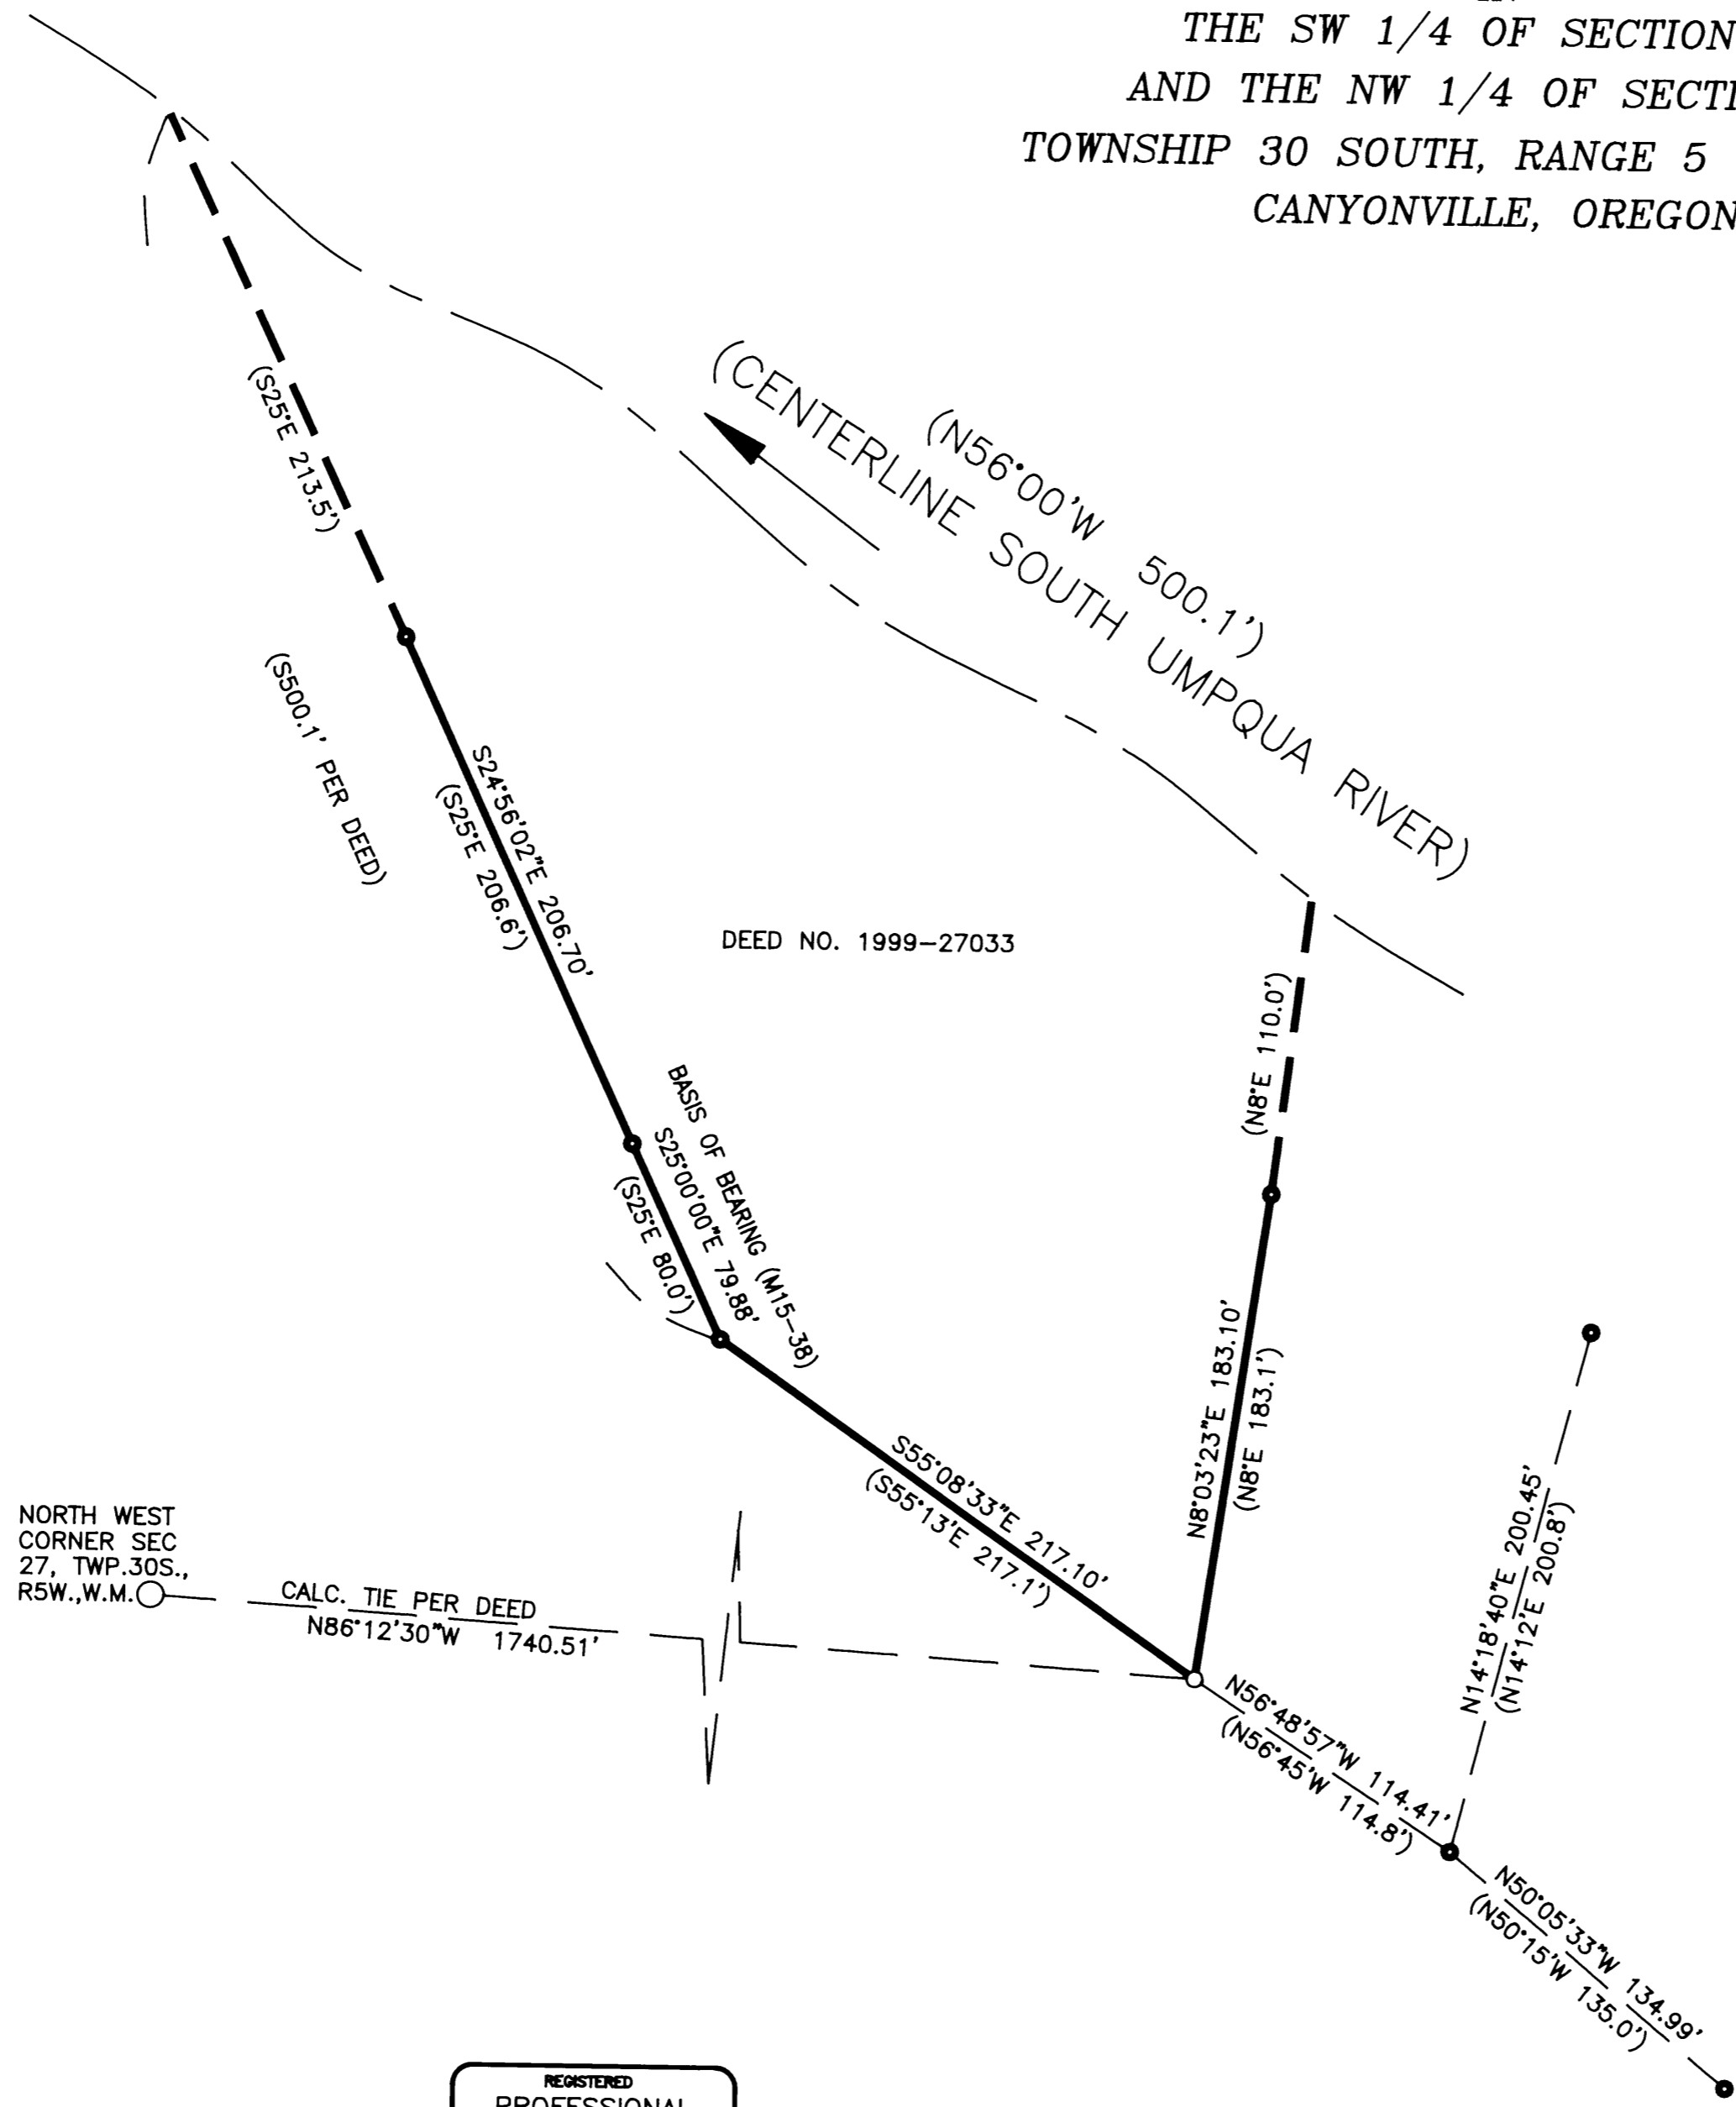 THE SW 1/4 OF SECTION
AND THE NW 1/4 OF SECTI
TOWNSHIP 30 SOUTH, RANGE 5
CANYONVILLE, OREGON
(N56°00'W 500.1')
(CENTERLINE SOUTH UMPQUA RIVER)
(S25°E 213.5')
(S500.1' PER DEED)
S24°56'02"E 206.70'
(S25°E 206.6')
DEED NO. 1999-27033
(N8°E 110.0')
BASIS OF BEARING (M15-38)
S25°00'00"E 79.88'
(S25°E 80.0')
N8°03'23"E 183.10'
(N8°E 183.1')
S55°08'33"E 217.10'
(S55°13'E 217.1')
N14°18'40"E 200.45'
(N14°12'E 200.8')
NORTH WEST
CORNER SEC
27, TWP.30S.,
R5W.,W.M.
CALC. TIE PER DEED
N86°12'30"W 1740.51'
N56°48'57"W 114.41'
(N56°45'W 114.8')
N50°05'33"W 134.99'
(N50°15'W 135.0')
REGISTERED
PROFESSIONAL